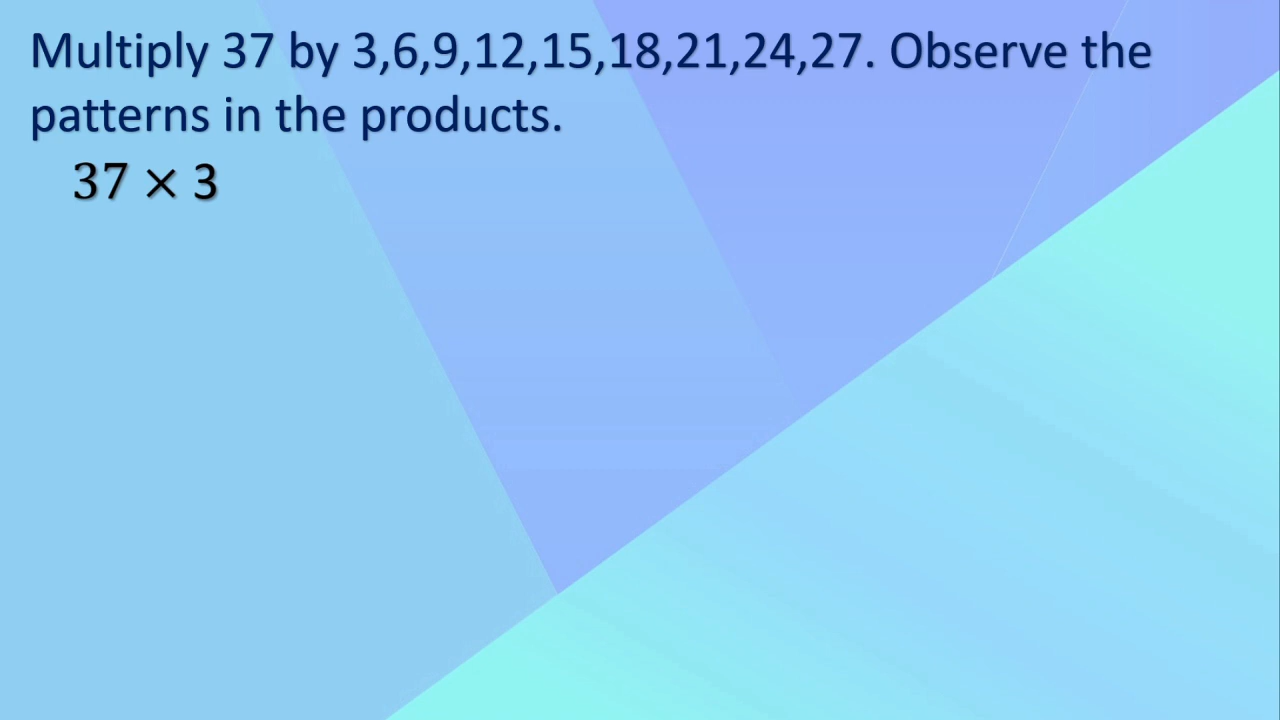 Multiply 37 by 3,6,9,12,15,18,21,24,27. Observe the
patterns in the products.
37 × 3